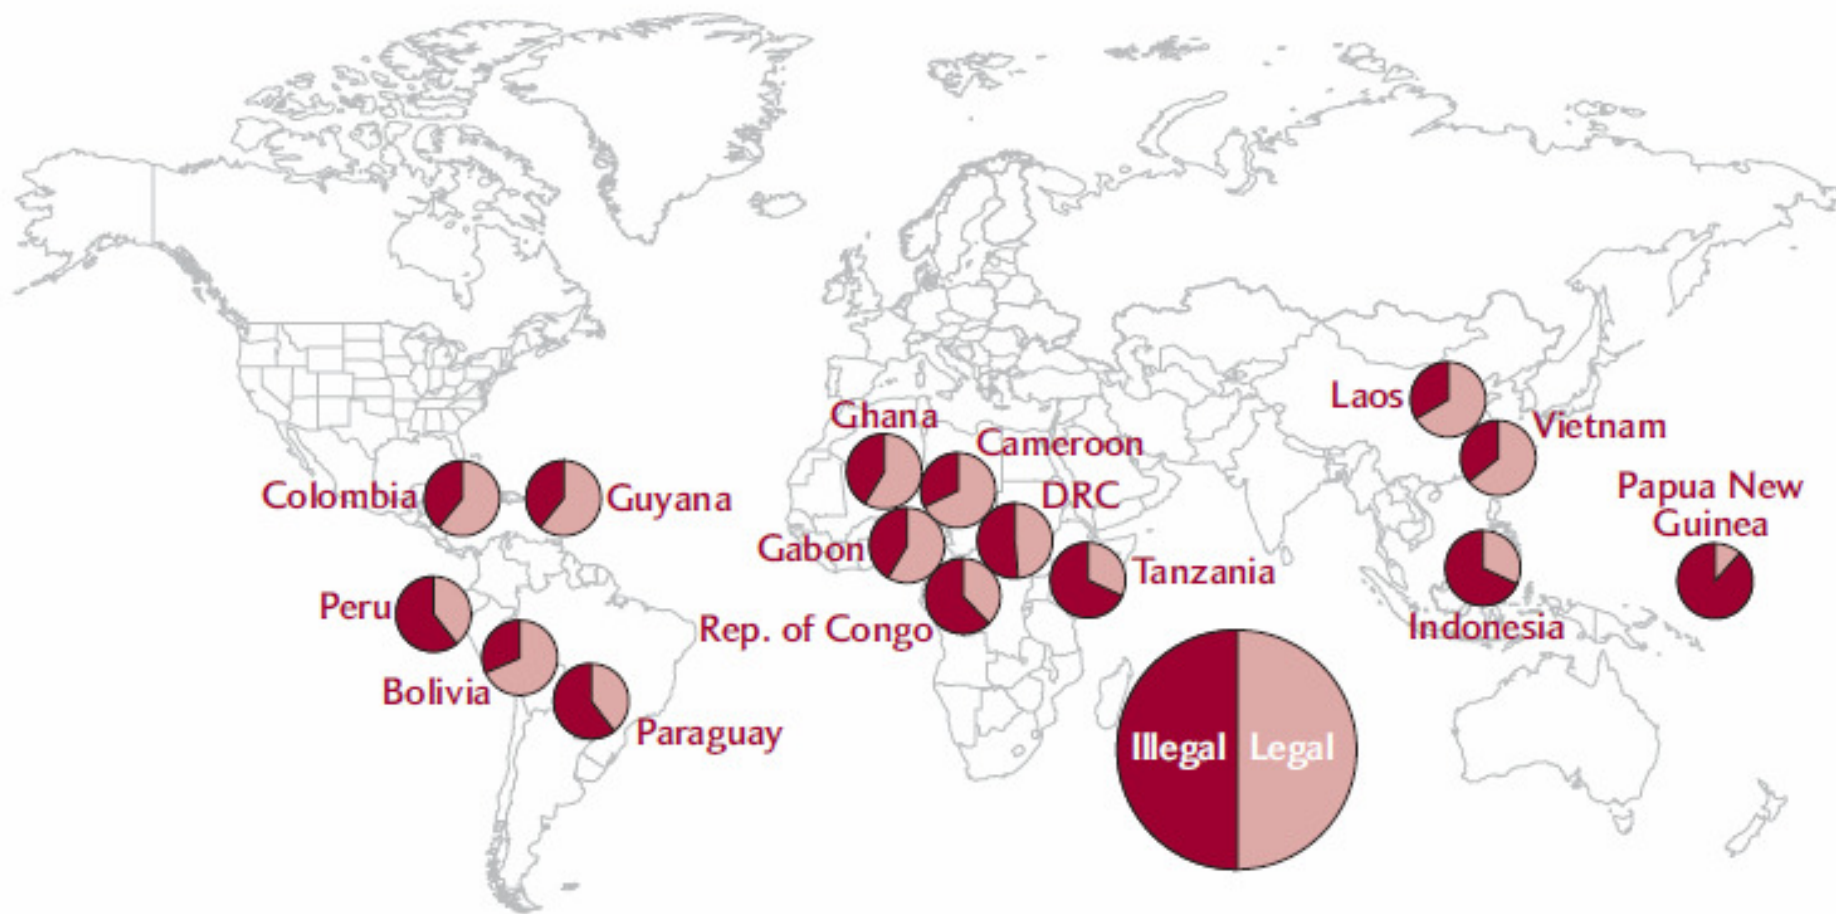 Laos
Ghana
Vietnam
Cameroon
Papua New
Guinea
Colombia
Guyana
DRC
Gabon
Tanzania
Peru
Rep. of Congo
Indonesia
Bolivia
Paraguay
Illegal
Legal